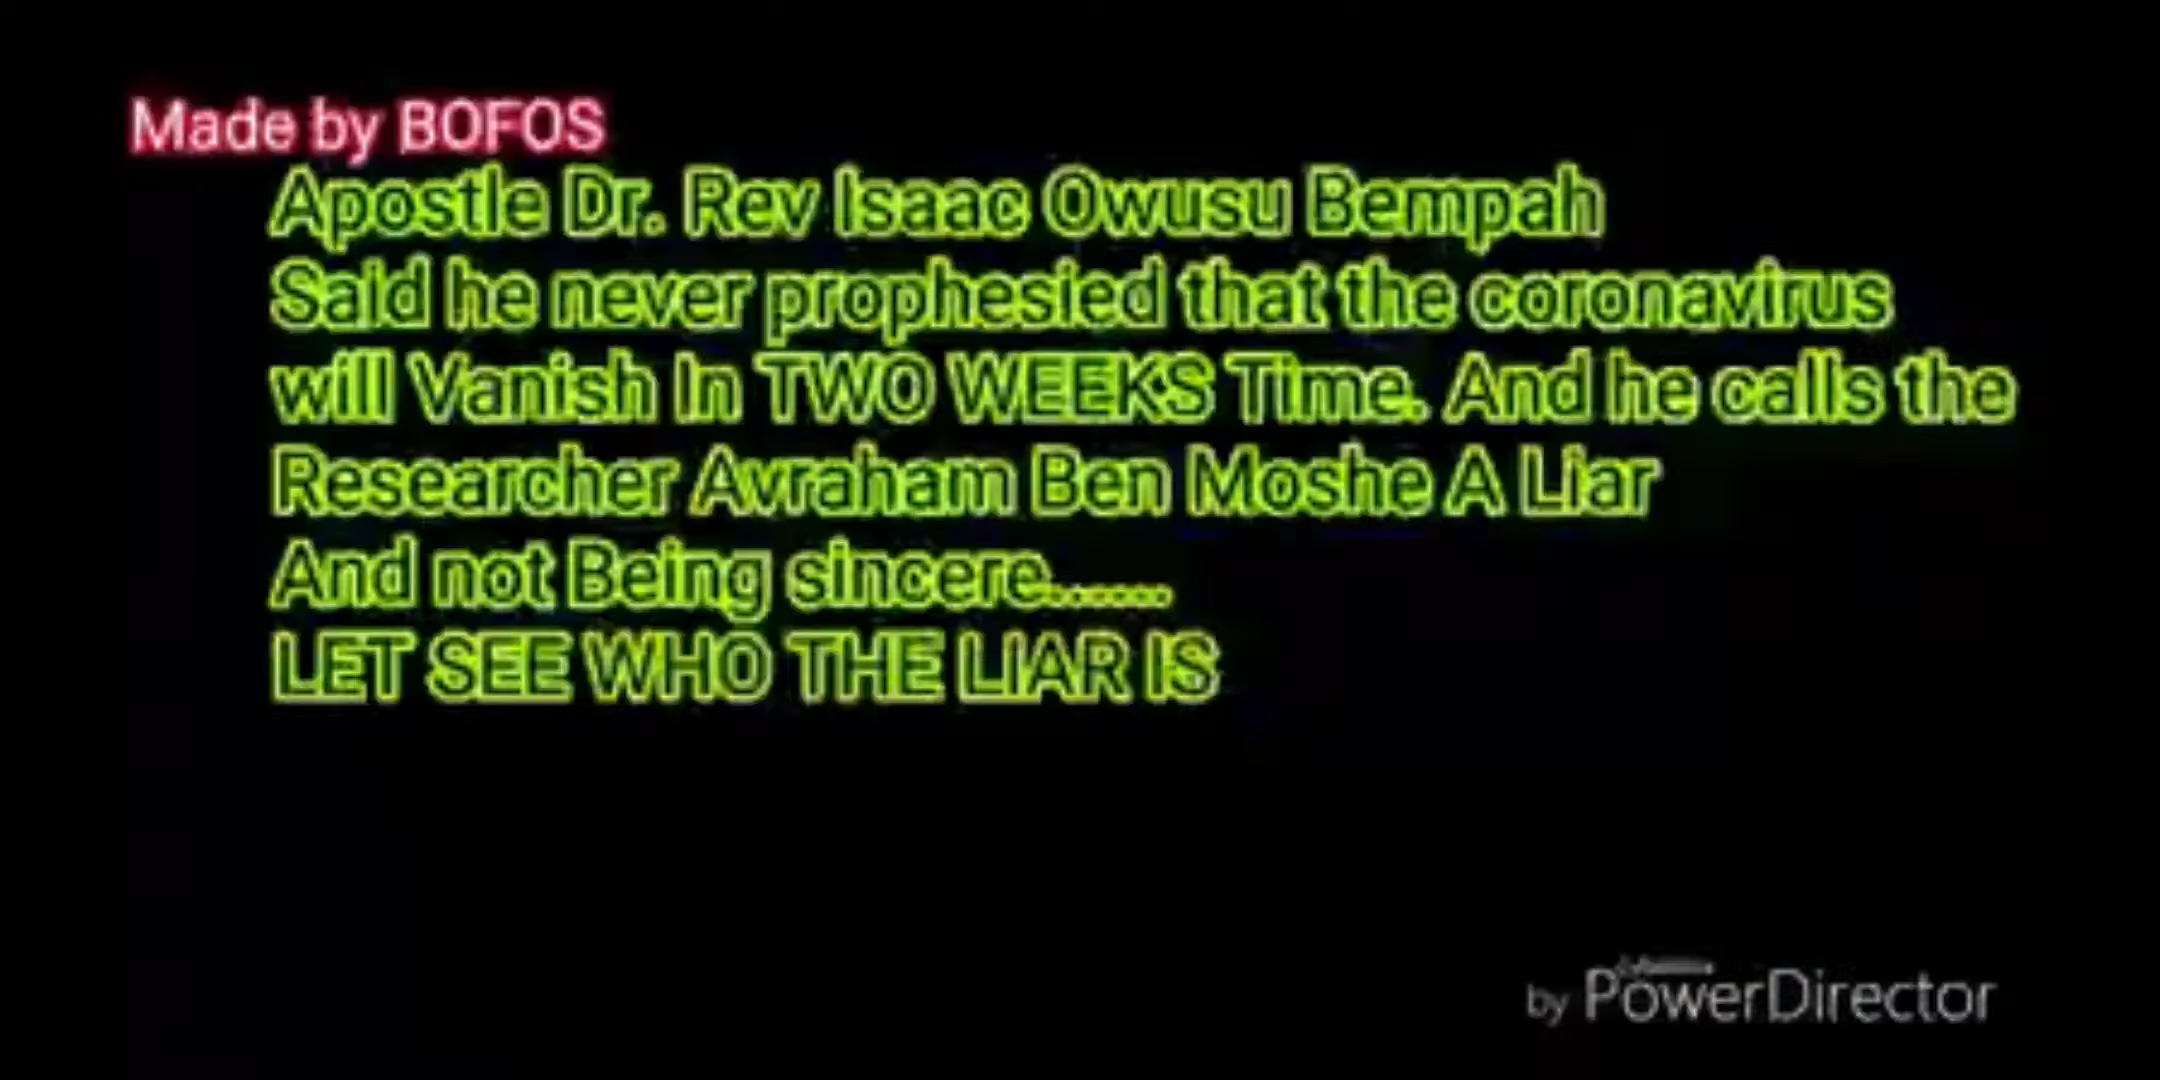 Made by BOFOS
Apostle Dr. Rev Isaac Owusu Bempah
Said he never prophesied that the coronavirus
will Vanish In TWO WEEKS Time. And he calls the
Researcher Avraham Ben Moshe A Liar
And not Being sincere......
LET SEE WHO THE LIAR IS
by PowerDirector